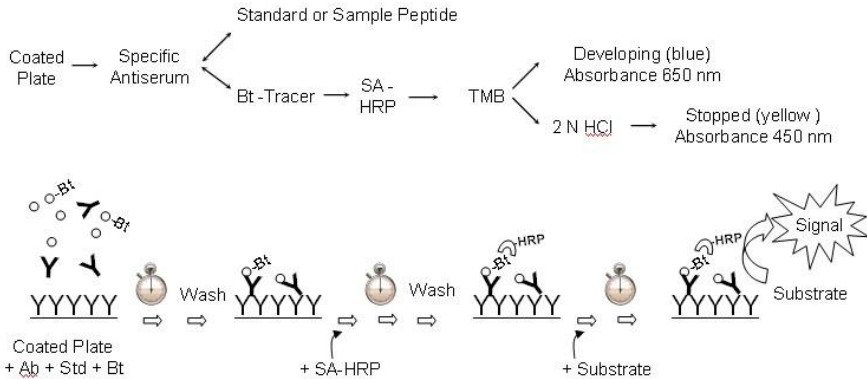 Standard or Sample Peptide
Coated
Plate
Specific
Antiserum
Bt -Tracer
SA -
HRP
TMB
Developing (blue)
Absorbance 650 nm
2 N HCl
Stopped (yellow )
Absorbance 450 nm
-Bt
-Bt
Y Y Y Y Y
Coated Plate
+ Ab + Std + Bt
Wash
-Bt
Y Y Y Y Y
+ SA-HRP
Wash
-HRP
-Bt
Y Y Y Y Y
+ Substrate
-HRP
-Bt
Y Y Y Y Y
Signal
Substrate